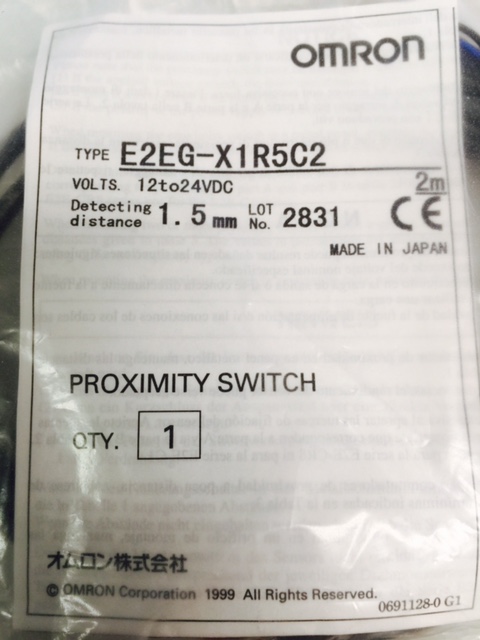 OMRON
TYPE E2EG-X1R5C2
VOLTS. 12to24VDC 2m
Detecting distance 1.5mm LOT No. 2831 CE
MADE IN JAPAN
PROXIMITY SWITCH
QTY. 1
オムロン株式会社
© OMRON Corporation 1999 All Rights Reserved.
0691128-0 G1